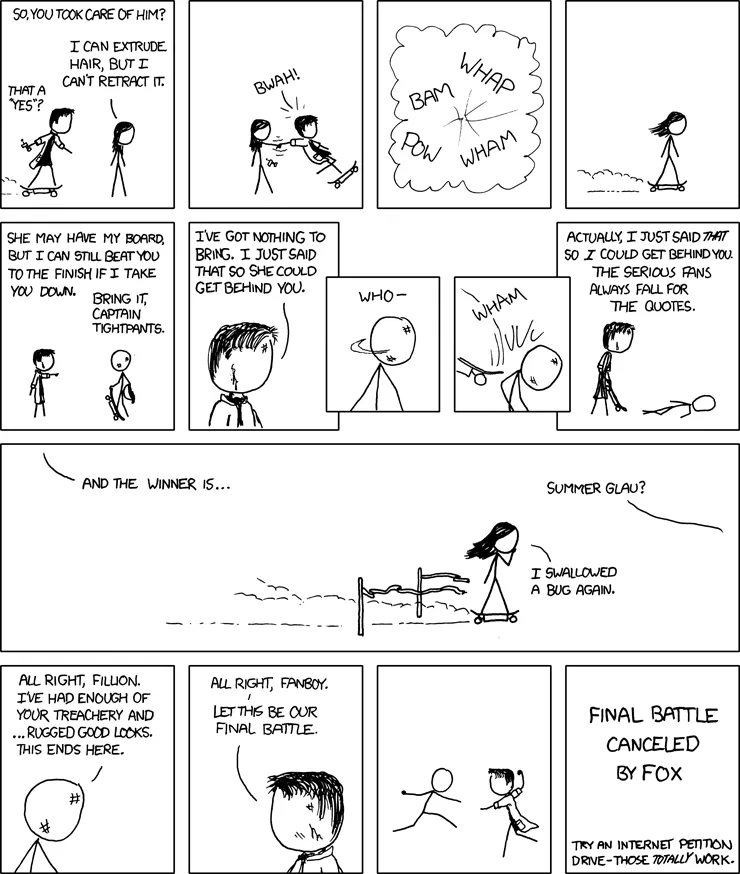 SO, YOU TOOK CARE OF HIM?
I CAN EXTRUDE
HAIR, BUT I
CAN'T RETRACT IT.
THAT A
"YES"?
BWAH!
WHAP
BAM
POW
WHAM
SHE MAY HAVE MY BOARD,
BUT I CAN STILL BEAT YOU
TO THE FINISH IF I TAKE
YOU DOWN.
BRING IT,
CAPTAIN
TIGHTPANTS.
I'VE GOT NOTHING TO
BRING. I JUST SAID
THAT SO SHE COULD
GET BEHIND YOU.
WHO-
WHAM
ACTUALLY, I JUST SAID THAT
SO I COULD GET BEHIND YOU.
THE SERIOUS FANS
ALWAYS FALL FOR
THE QUOTES.
AND THE WINNER IS...
SUMMER GLAU?
I SWALLOWED
A BUG AGAIN.
ALL RIGHT, FILLION.
I'VE HAD ENOUGH OF
YOUR TREACHERY AND
...RUGGED GOOD LOOKS.
THIS ENDS HERE.
ALL RIGHT, FANBOY.
LET THIS BE OUR
FINAL BATTLE.
FINAL BATTLE
CANCELED
BY FOX
TRY AN INTERNET PETITION
DRIVE-THOSE TOTALLY WORK.